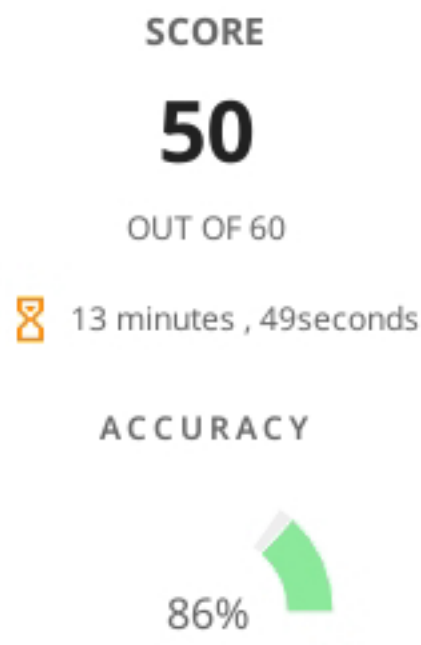 SCORE
50
OUT OF 60
13 minutes , 49seconds
ACCURACY
86%